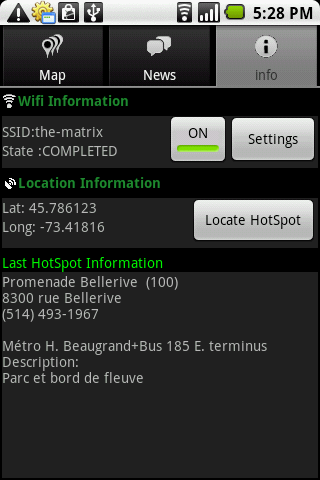 5:28 PM
Map News info
Wifi Information
SSID:the-matrix
State :COMPLETED
ON
Settings
Location Information
Lat: 45.786123
Long: -73.41816
Locate HotSpot
Last HotSpot Information
Promenade Bellerive  (100)
8300 rue Bellerive
(514) 493-1967
Métro H. Beaugrand+Bus 185 E. terminus
Description:
Parc et bord de fleuve